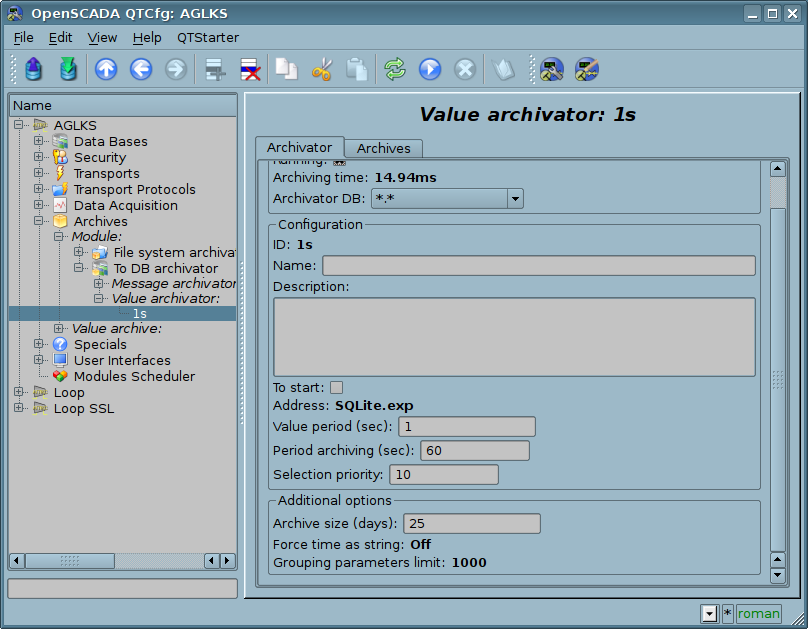 OpenSCADA QTCfg: AGLKS
File Edit View Help QTStarter
Name
AGLKS
Data Bases
Security
Transports
Transport Protocols
Data Acquisition
Archives
Module:
File system archivat
To DB archivator
Message archivator
Value archivator:
1s
Value archive:
Specials
User Interfaces
Modules Scheduler
Loop
Loop SSL
Value archivator: 1s
Archivator Archives
Running:
Archiving time: 14.94ms
Archivator DB: *.*
Configuration
ID: 1s
Name:
Description:
To start:
Address: SQLite.exp
Value period (sec): 1
Period archiving (sec): 60
Selection priority: 10
Additional options
Archive size (days): 25
Force time as string: Off
Grouping parameters limit: 1000
* roman